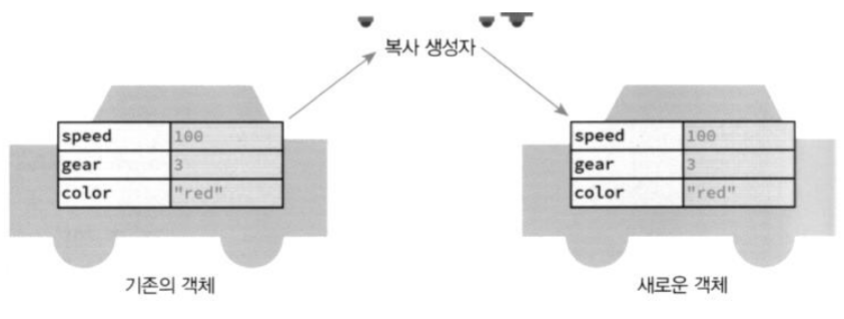 복사 생성자
speed 100
gear 3
color "red"
기존의 객체
speed 100
gear 3
color "red"
새로운 객체